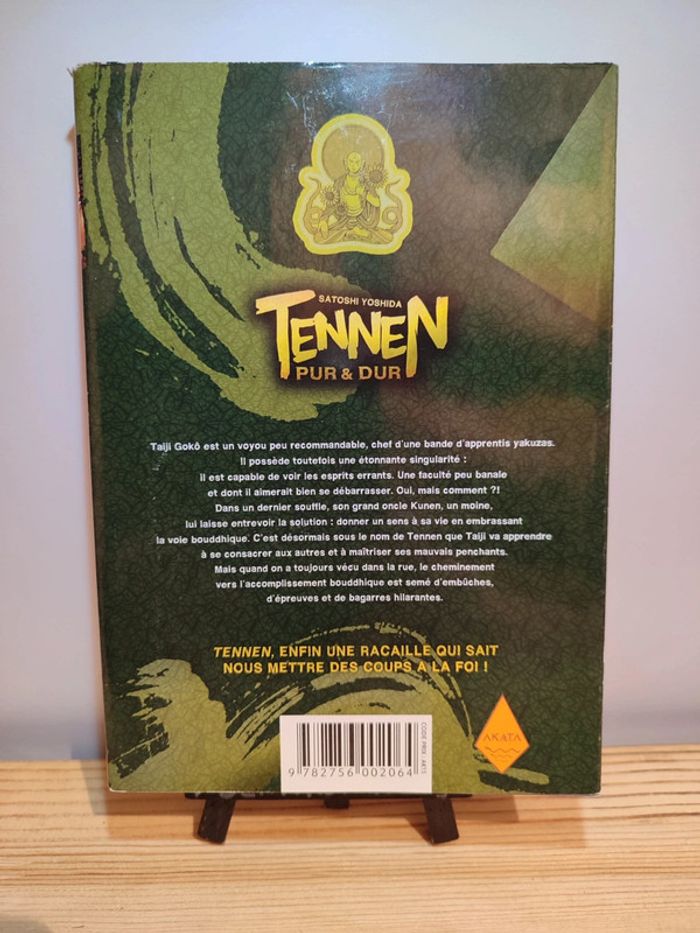 SATOSHI YOSHIDA
TENNEN
PUR & DUR
Taiji Gokô est un voyou peu recommandable, chef d'une bande d'apprentis yakuzas.
Il possède toutefois une étonnante singularité :
il est capable de voir les esprits errants. Une faculté peu banale
et dont il aimerait bien se débarrasser. Oui, mais comment ?!
Dans un dernier souffle, son grand oncle Kunen, un moine,
lui laisse entrevoir la solution : donner un sens à sa vie en embrassant
la voie bouddhique. C'est désormais sous le nom de Tennen que Taiji va apprendre
à se consacrer aux autres et à maîtriser ses mauvais penchants.
Mais quand on a toujours vécu dans la rue, le cheminement
vers l'accomplissement bouddhique est semé d'embûches,
d'épreuves et de bagarres hilarantes.
TENNEN, ENFIN UNE RACAILLE QUI SAIT
NOUS METTRE DES COUPS A LA FOI !
AKATA
9 782756 002064